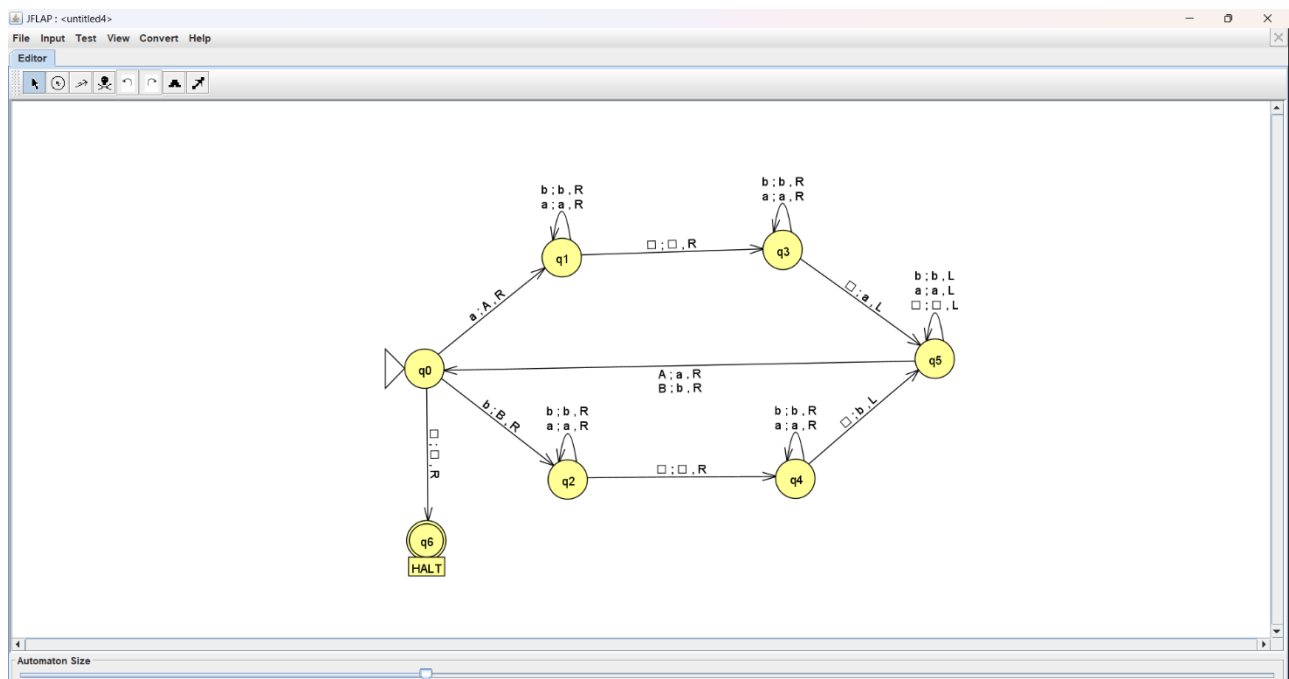 JFLAP : <untitled4>
File Input Test View Convert Help
Editor
b ; b , R
a ; a , R
b ; b , R
a ; a , R
q1
□ ; □ , R
q3
a ; A , R
□ ; a , L
b ; b , L
a ; a , L
□ ; □ , L
q0
A ; a , R
B ; b , R
q5
b ; B , R
□ ; □ , R
b ; b , R
a ; a , R
b ; b , R
a ; a , R
□ ; b , L
q2
□ ; □ , R
q4
q6
HALT
Automaton Size